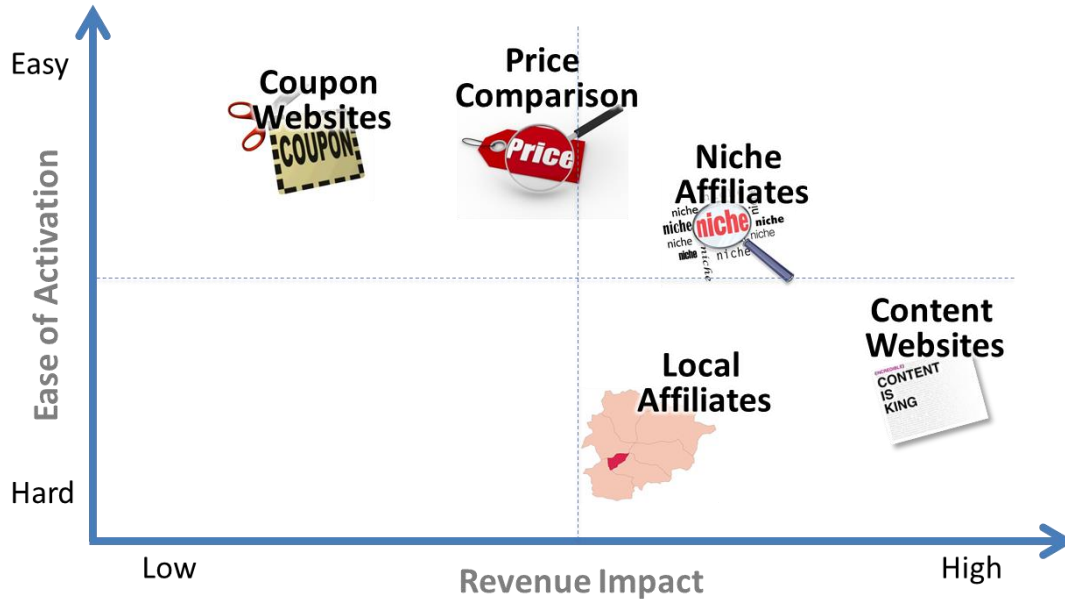 Easy
Coupon
Websites
COUPON
Price
Comparison
Price
Niche
Affiliates
niche
niche
niche
niche
niche
niche
niche
niche
niche
Ease of Activation
Content
Websites
CONTENT
IS
KING
Local
Affiliates
Hard
Low
Revenue Impact
High